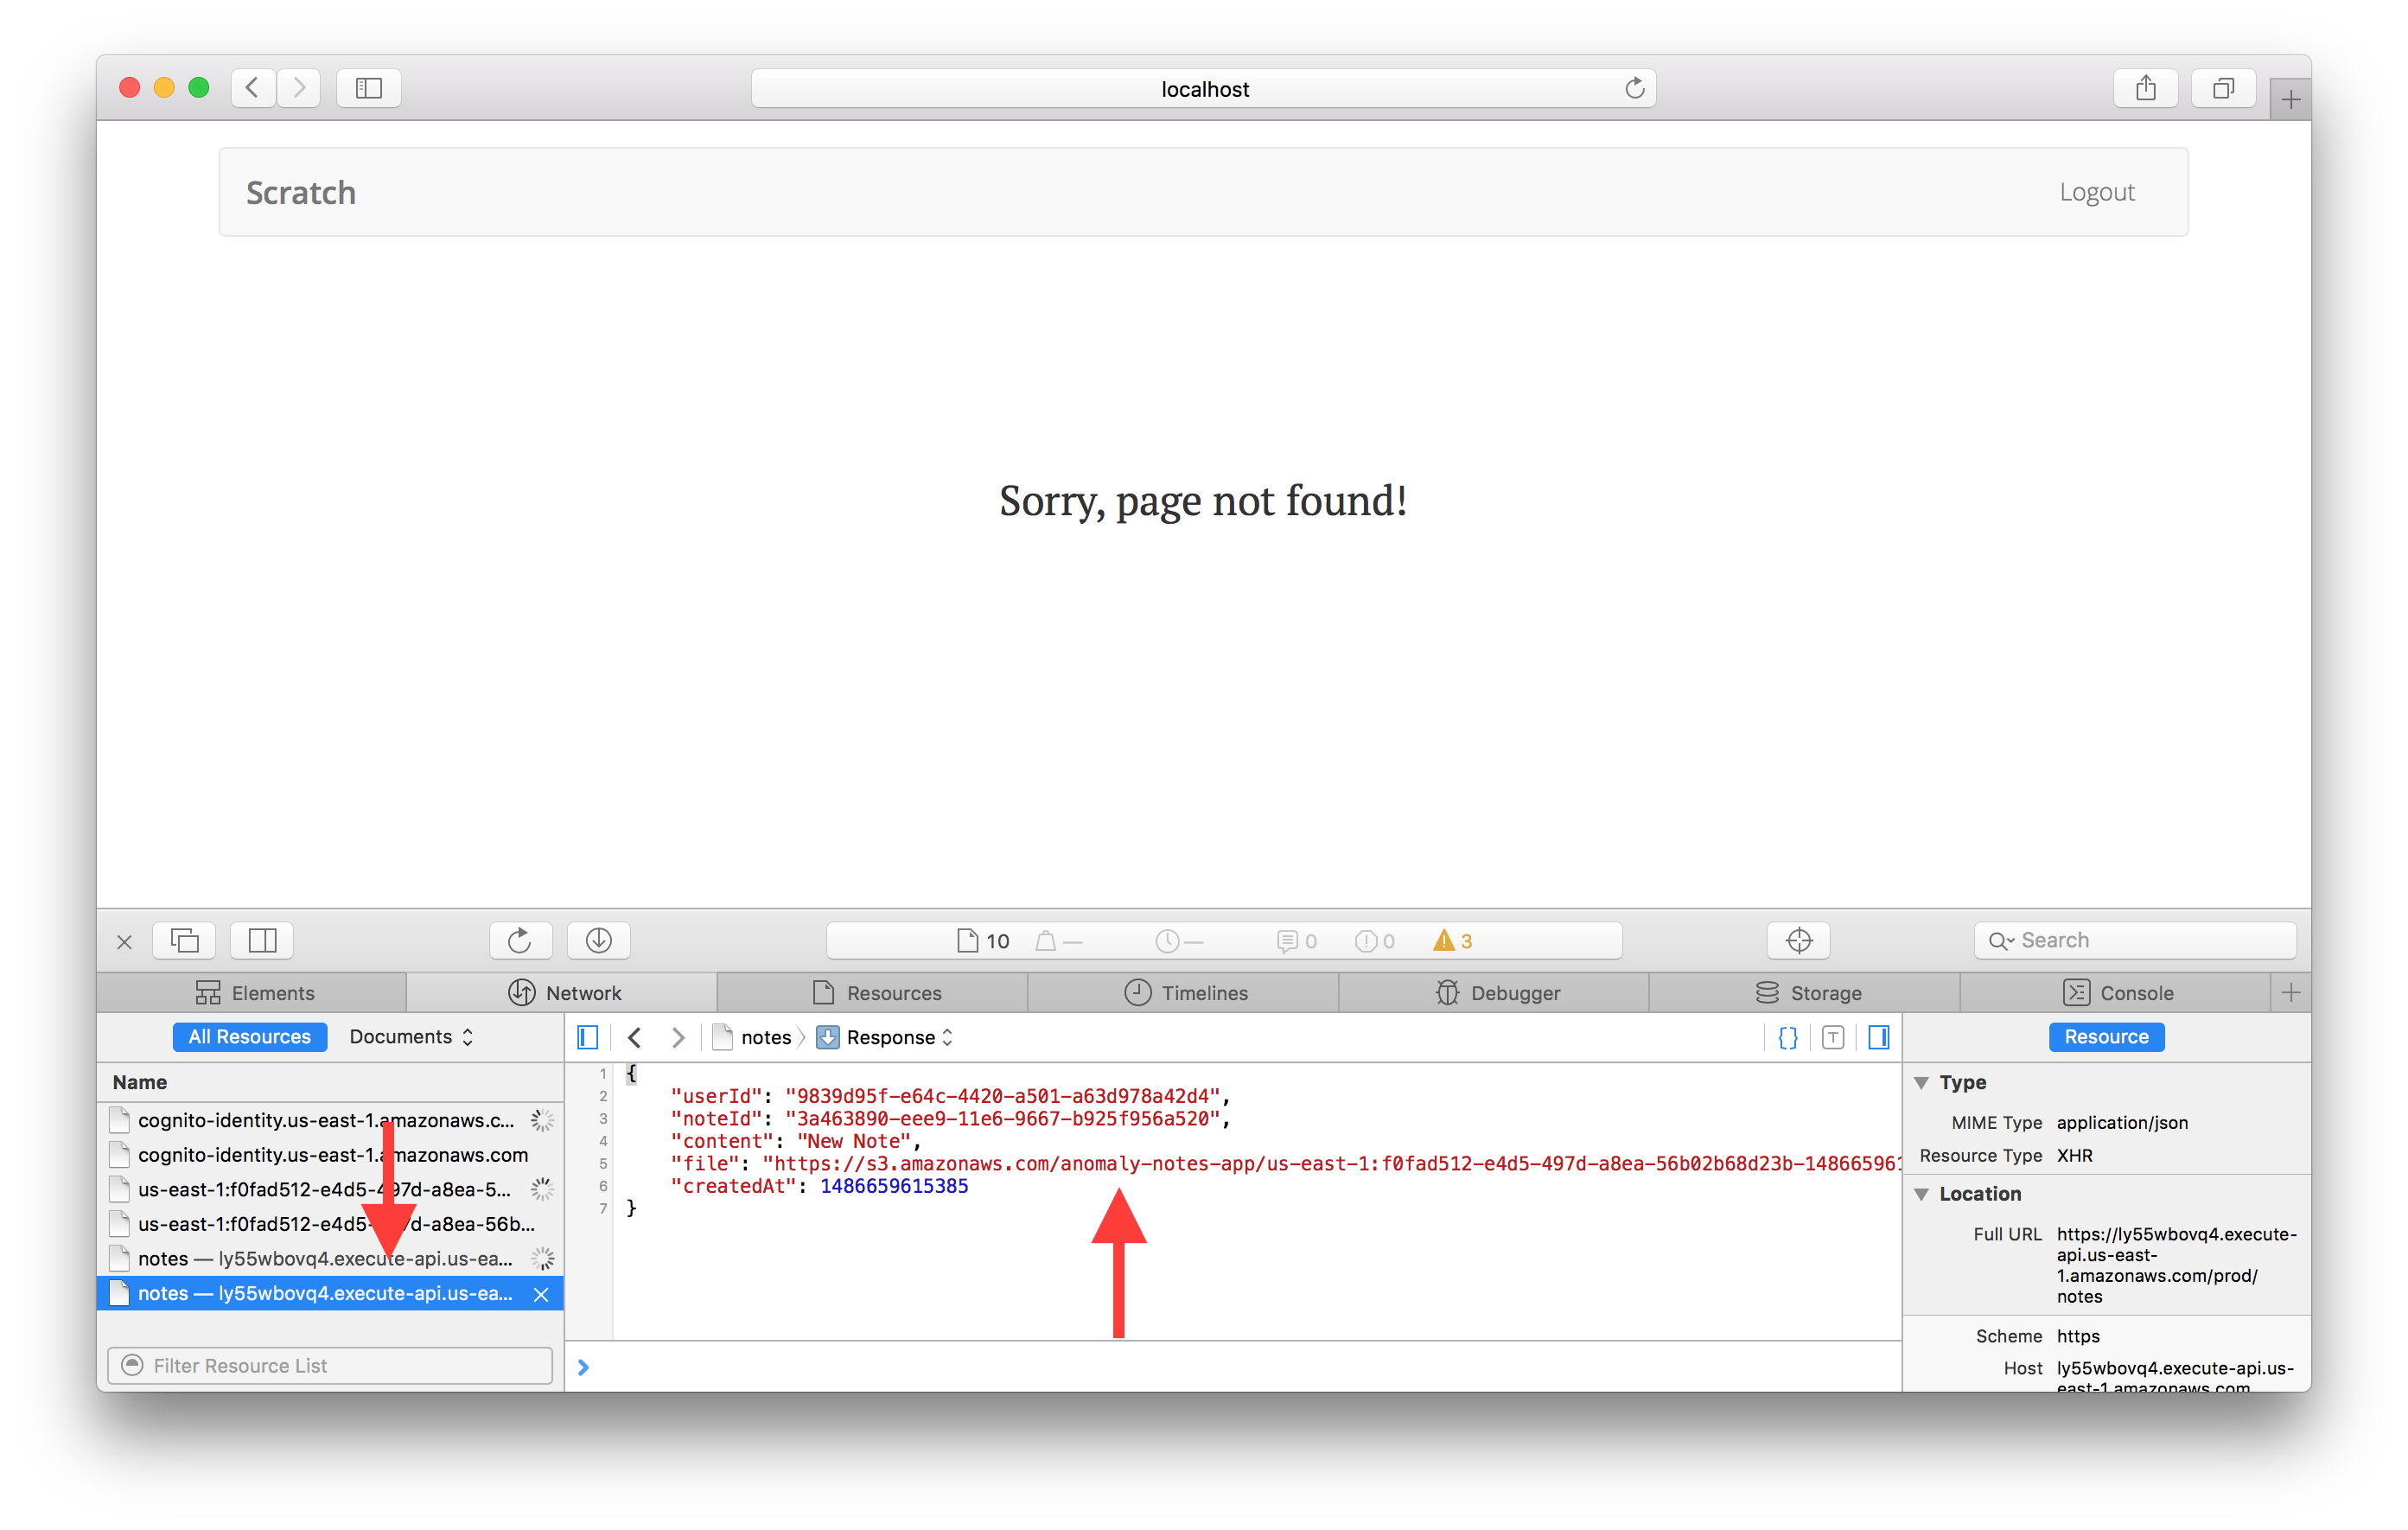 localhost
Scratch
Logout
Sorry, page not found!
10
—
—
0
0
3
Search
Elements
Network
Resources
Timelines
Debugger
Storage
Console
All Resources
Documents
notes
Response
Resource
Name
cognito-identity.us-east-1.amazonaws.c...
cognito-identity.us-east-1.amazonaws.com
us-east-1:f0fad512-e4d5-497d-a8ea-5...
us-east-1:f0fad512-e4d5-497d-a8ea-56b...
notes — ly55wbovq4.execute-api.us-ea...
notes — ly55wbovq4.execute-api.us-ea...
Filter Resource List
1 {
2 "userId": "9839d95f-e64c-4420-a501-a63d978a42d4",
3 "noteId": "3a463890-eee9-11e6-9667-b925f956a520",
4 "content": "New Note",
5 "file": "https://s3.amazonaws.com/anomaly-notes-app/us-east-1:f0fad512-e4d5-497d-a8ea-56b02b68d23b-148665961
6 "createdAt": 1486659615385
7 }
Type
MIME Type application/json
Resource Type XHR
Location
Full URL https://ly55wbovq4.execute-
api.us-east-
1.amazonaws.com/prod/
notes
Scheme https
Host ly55wbovq4.execute-api.us-
east-1.amazonaws.com